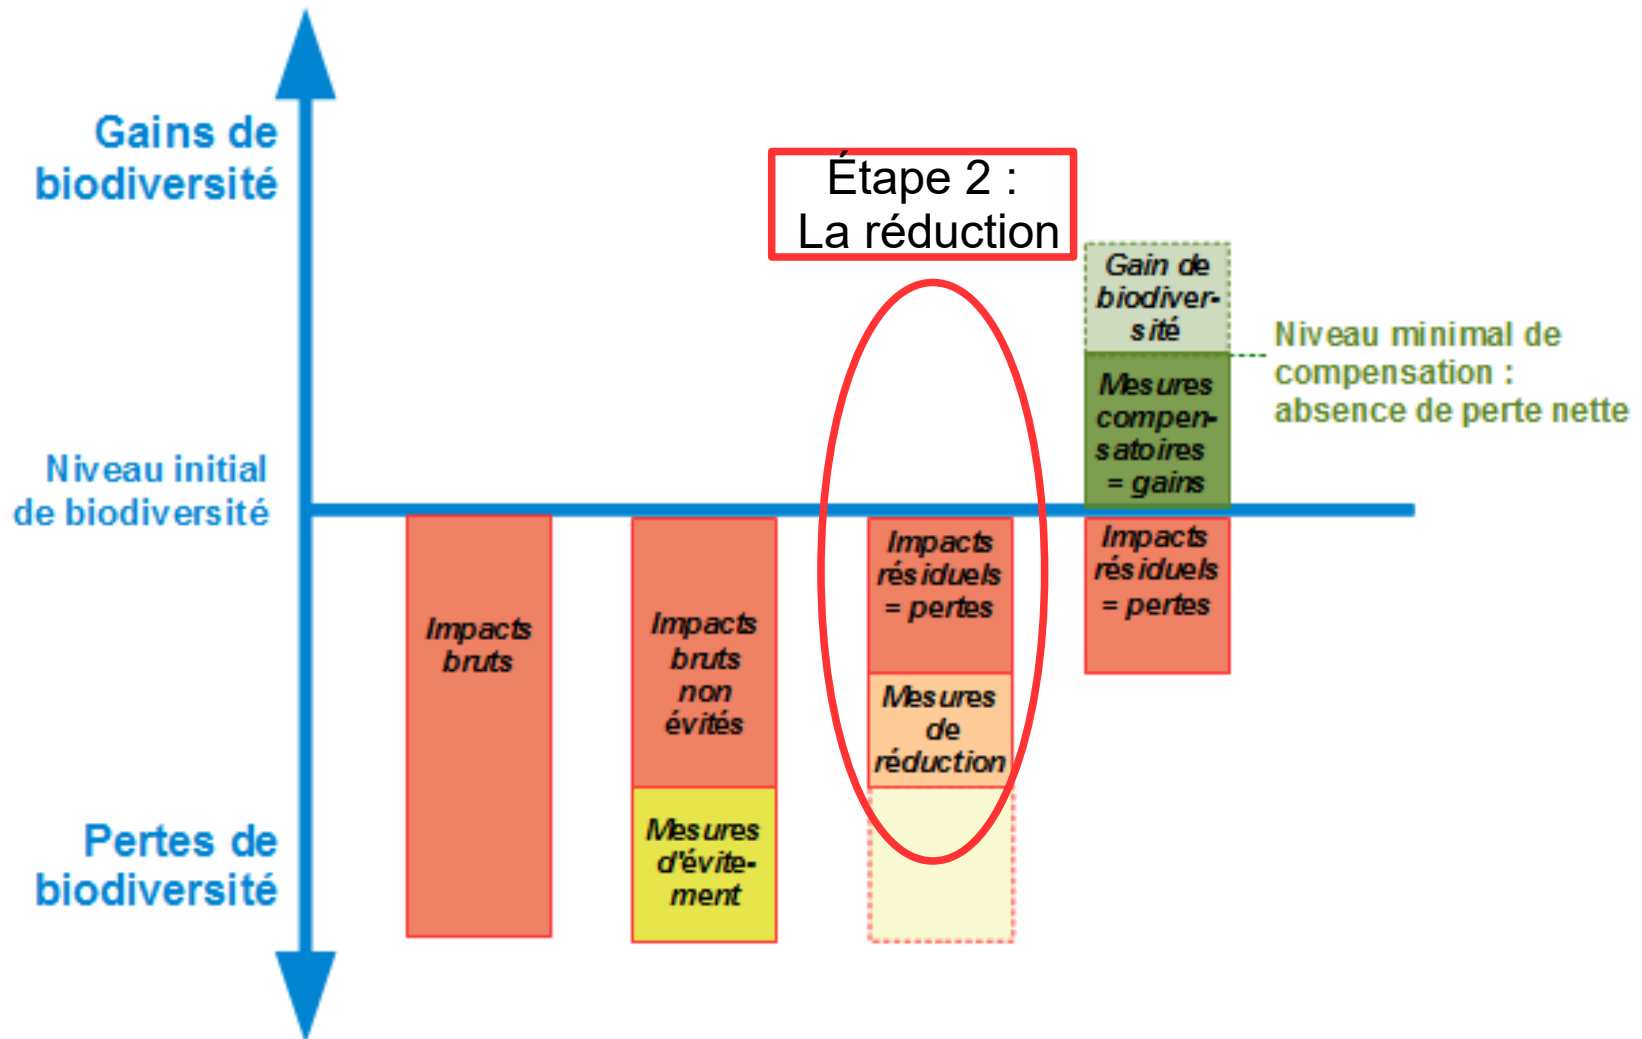 Gains de
biodiversité
Étape 2 :
La réduction
Gain de
biodiver-
sité
Niveau minimal de
compensation :
absence de perte nette
Mesures
compen-
satoires
= gains
Niveau initial
de biodiversité
Impacts
bruts
Impacts
bruts
non
évités
Mesures
d'évite-
ment
Impacts
résiduels
= pertes
Mesures
de
réduction
Impacts
résiduels
= pertes
Pertes de
biodiversité